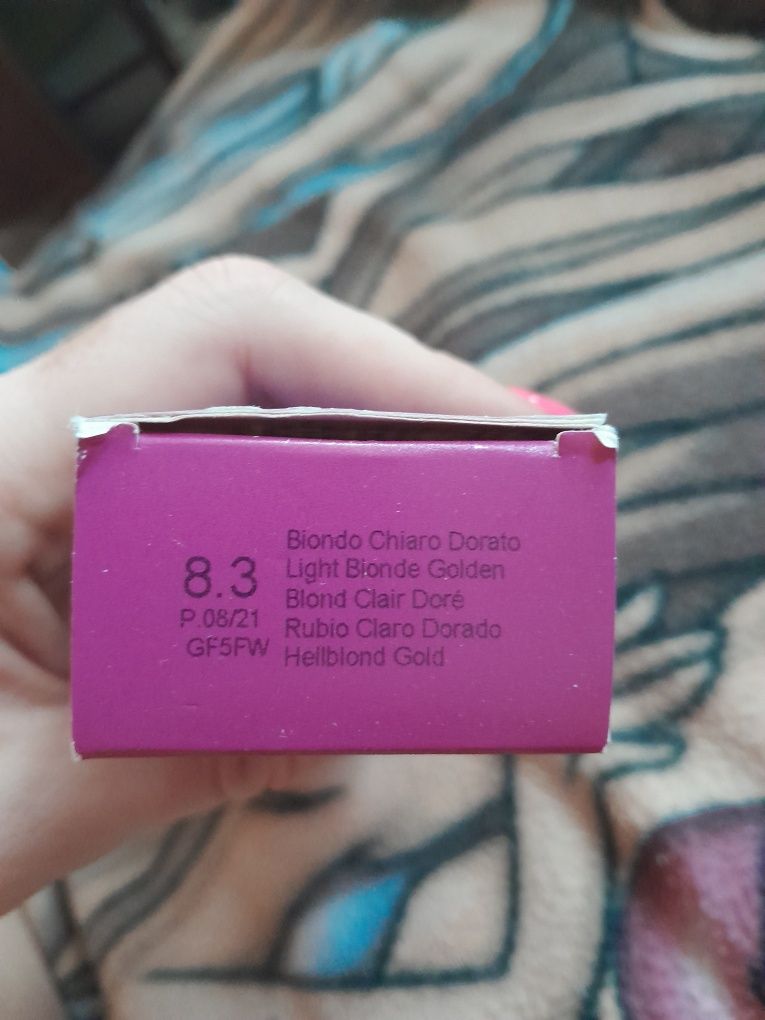 8.3
P.08/21
GF5FW
Biondo Chiaro Dorato
Light Blonde Golden
Blond Clair Doré
Rubio Claro Dorado
Hellblond Gold